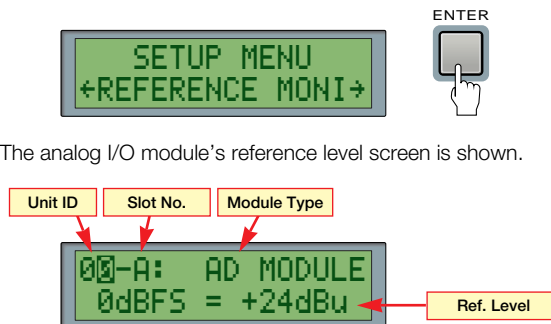 ENTER
SETUP MENU
←REFERENCE MONI→
The analog I/O module's reference level screen is shown.
Unit ID
Slot No.
Module Type
00-A: AD MODULE
0dBFS = +24dBu
Ref. Level